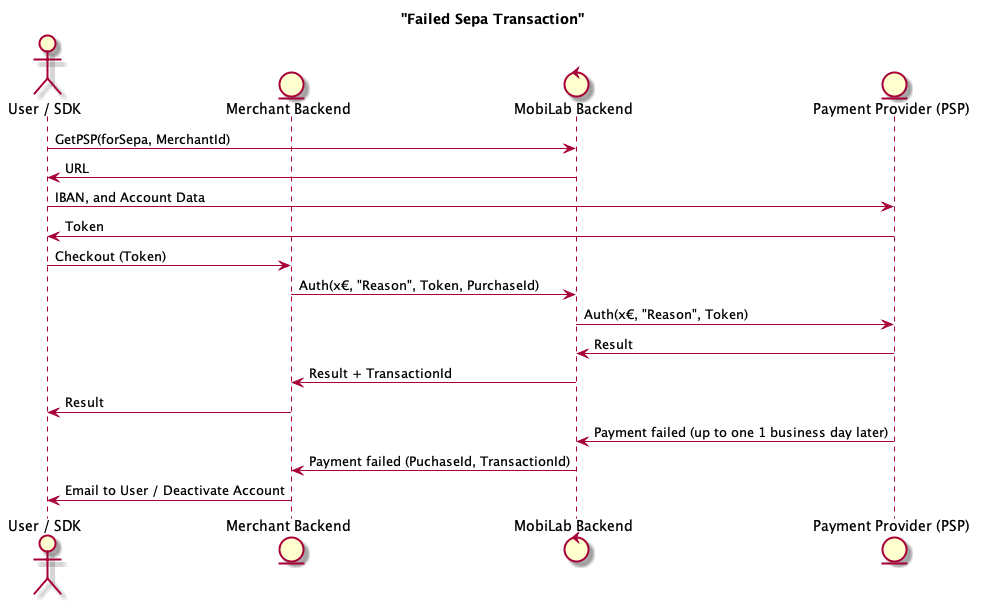 "Failed Sepa Transaction"
User / SDK
Merchant Backend
MobiLab Backend
Payment Provider (PSP)
GetPSP(forSepa, MerchantId)
URL
IBAN, and Account Data
Token
Checkout (Token)
Auth(x€, "Reason", Token, PurchaseId)
Auth(x€, "Reason", Token)
Result
Result + TransactionId
Result
Payment failed (up to one 1 business day later)
Payment failed (PuchaseId, TransactionId)
Email to User / Deactivate Account
User / SDK
Merchant Backend
MobiLab Backend
Payment Provider (PSP)